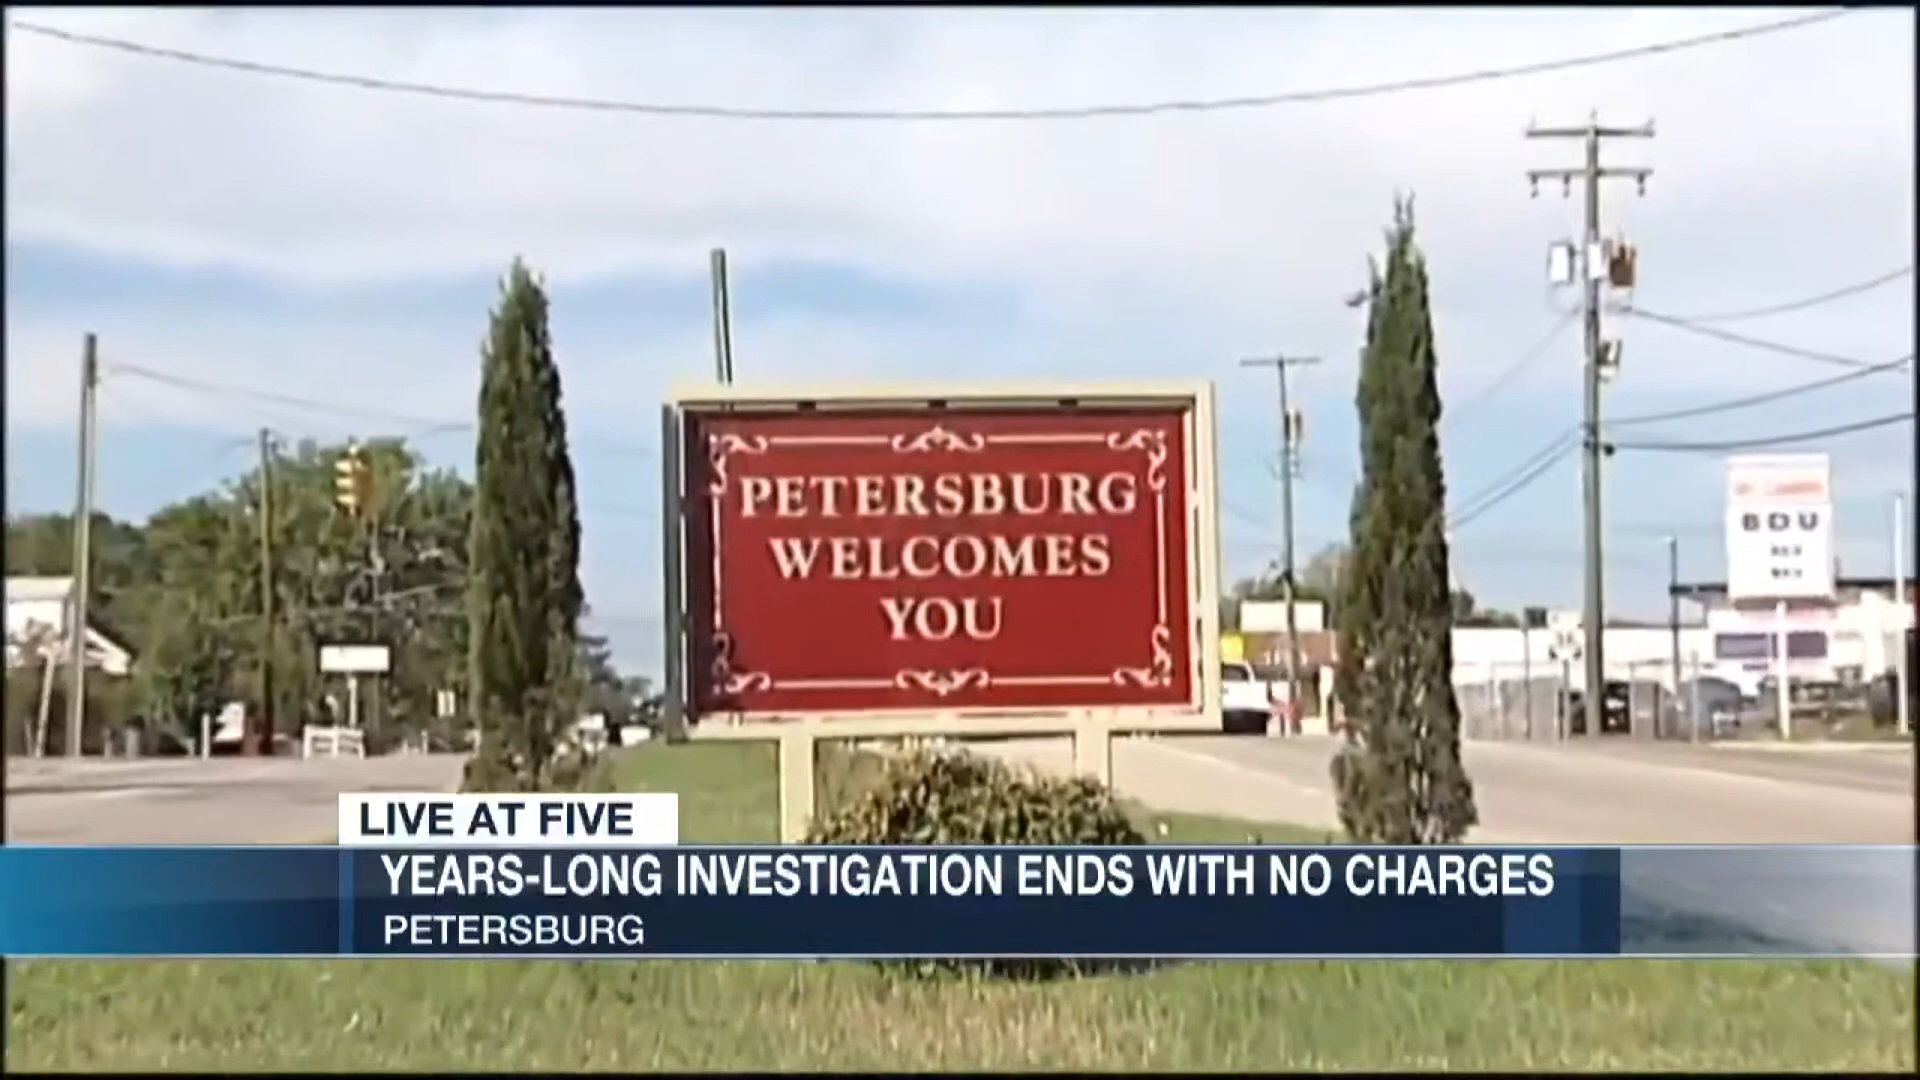 PETERSBURG
WELCOMES
YOU
BDU
LIVE AT FIVE
YEARS-LONG INVESTIGATION ENDS WITH NO CHARGES
PETERSBURG